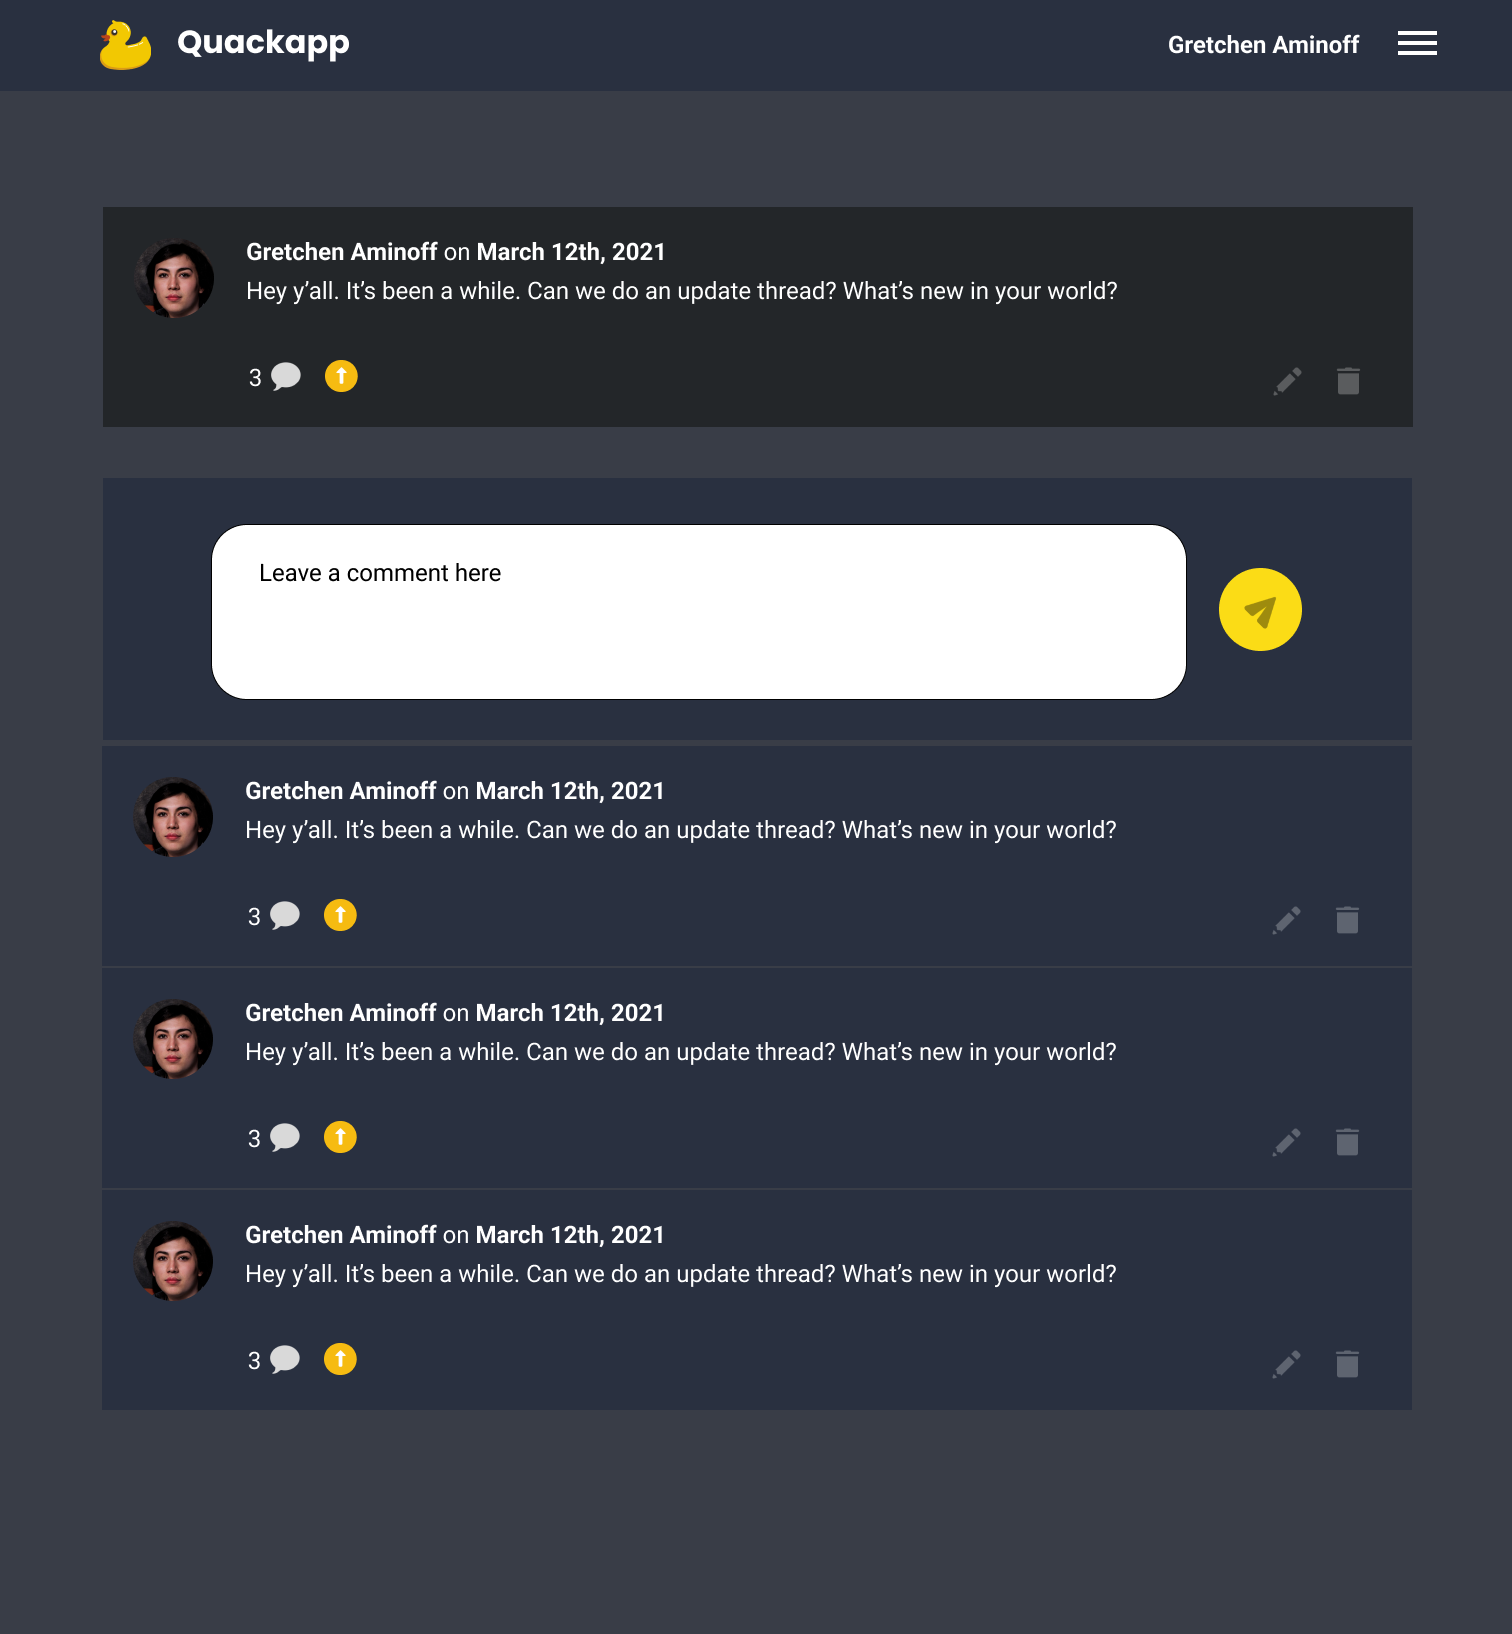 Quackapp
Gretchen Aminoff
Gretchen Aminoff on March 12th, 2021
Hey y’all. It’s been a while. Can we do an update thread? What’s new in your world?
3
Leave a comment here
Gretchen Aminoff on March 12th, 2021
Hey y’all. It’s been a while. Can we do an update thread? What’s new in your world?
3
Gretchen Aminoff on March 12th, 2021
Hey y’all. It’s been a while. Can we do an update thread? What’s new in your world?
3
Gretchen Aminoff on March 12th, 2021
Hey y’all. It’s been a while. Can we do an update thread? What’s new in your world?
3